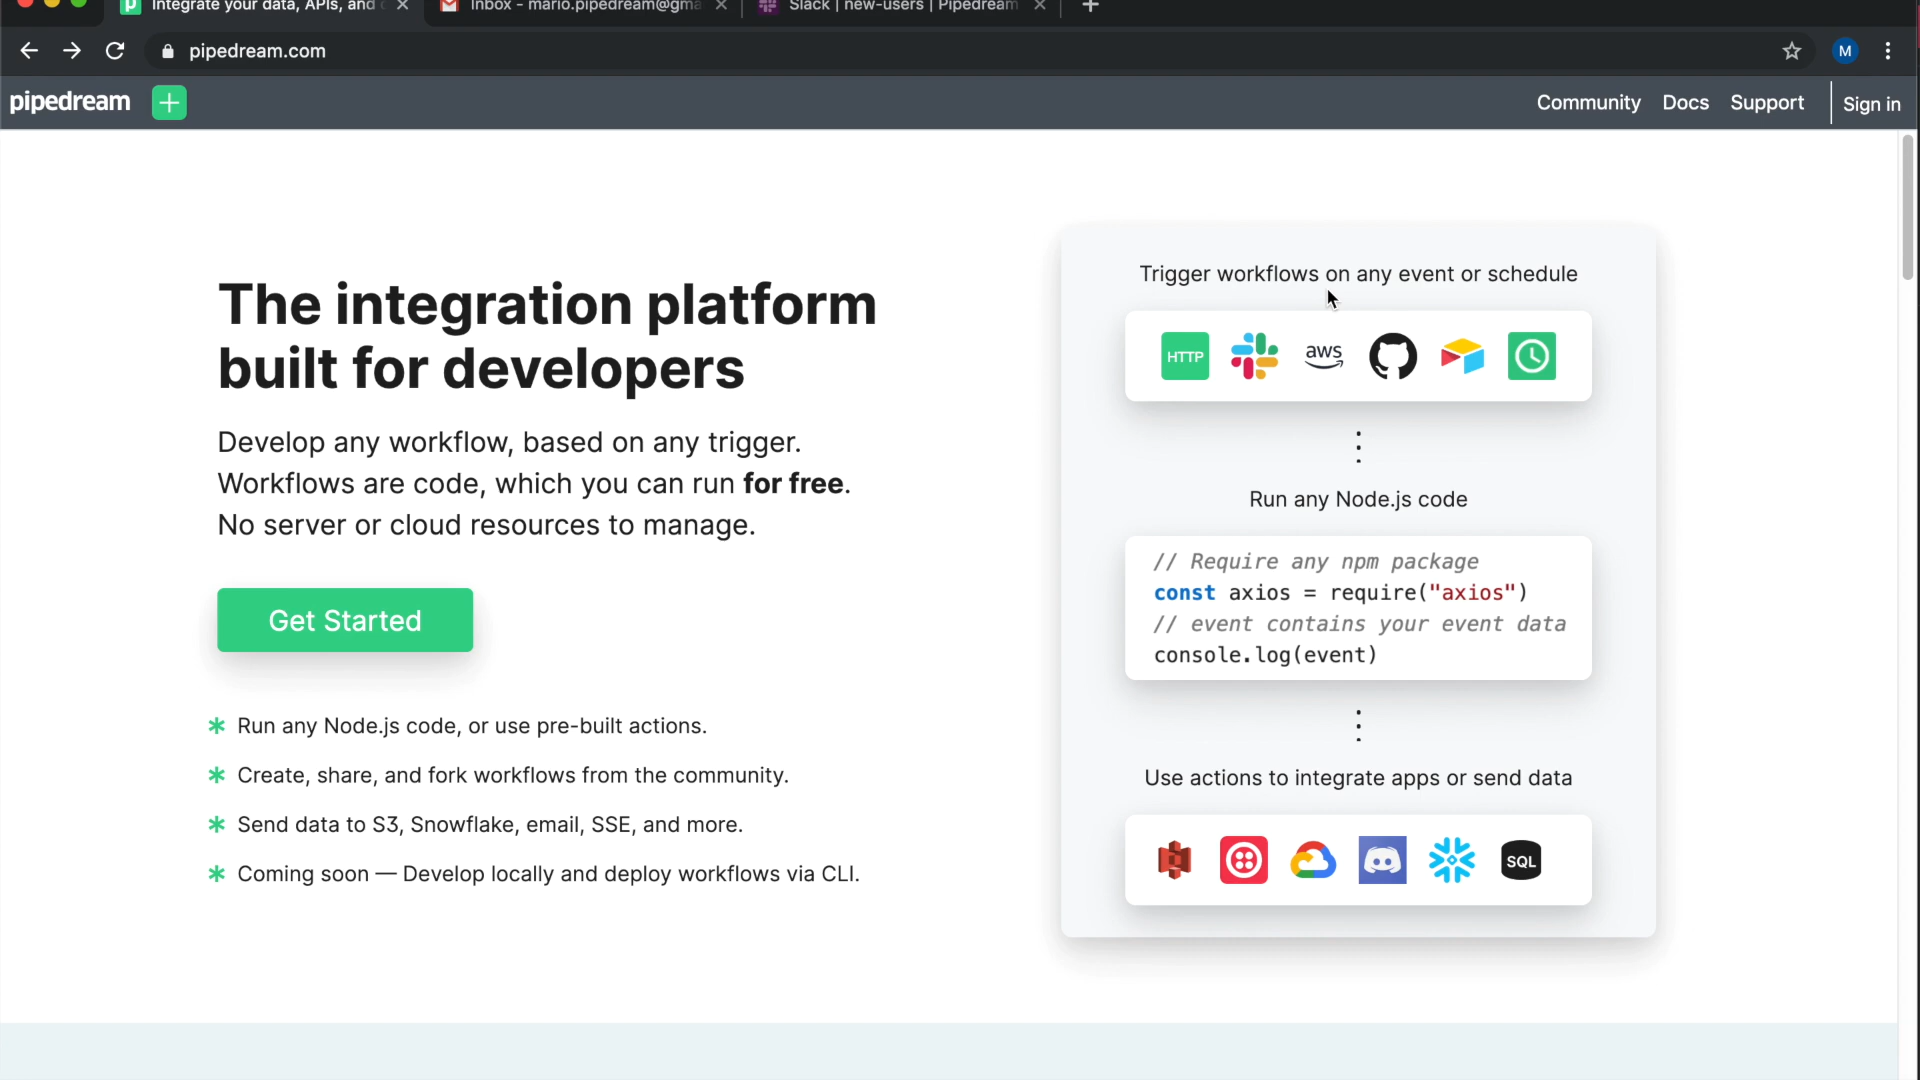 Integrate your data, APIs, and
Inbox - mario.pipedream@gma
Slack | new-users | Pipedream
pipedream.com
M
pipedream
Community
Docs
Support
Sign in
The integration platform
built for developers
Develop any workflow, based on any trigger.
Workflows are code, which you can run for free.
No server or cloud resources to manage.
Get Started
* Run any Node.js code, or use pre-built actions.
* Create, share, and fork workflows from the community.
* Send data to S3, Snowflake, email, SSE, and more.
* Coming soon — Develop locally and deploy workflows via CLI.
Trigger workflows on any event or schedule
HTTP
aws
Run any Node.js code
// Require any npm package
const axios = require("axios")
// event contains your event data
console.log(event)
Use actions to integrate apps or send data
SQL